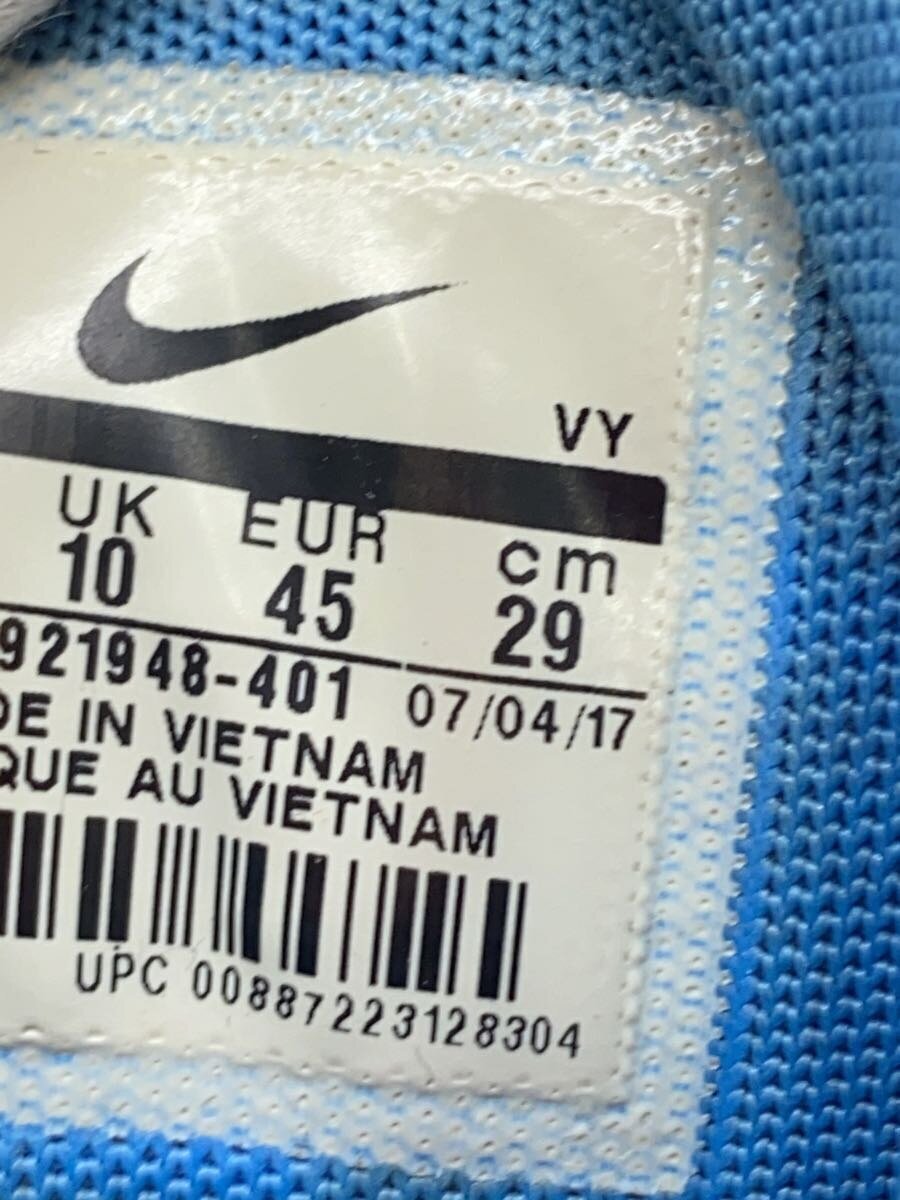 VY
UK EUR cm
10 45 29
921948-401 07/04/17
DE IN VIETNAM
QUE AU VIETNAM
UPC 00887223128304